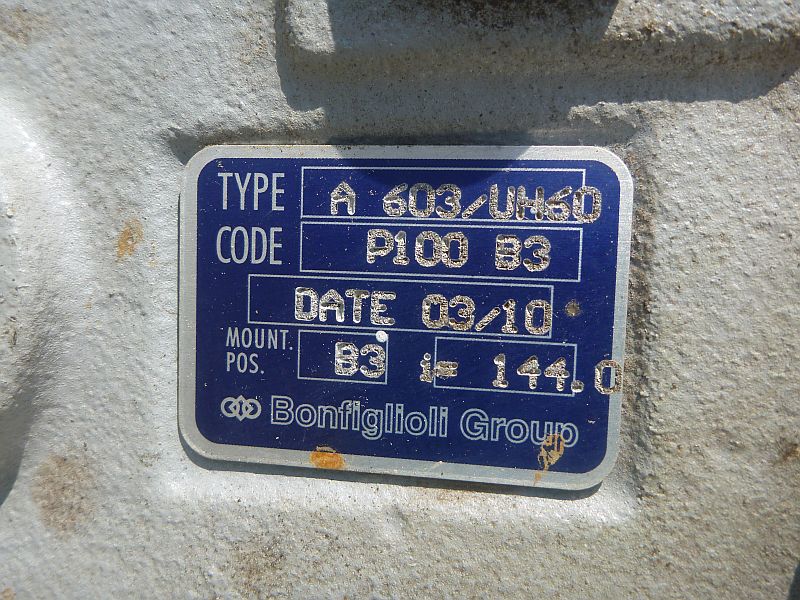 TYPE A 603/UH60
CODE P100 B3
DATE 03/10
MOUNT. POS. B3 i= 144.0
Bonfiglioli Group